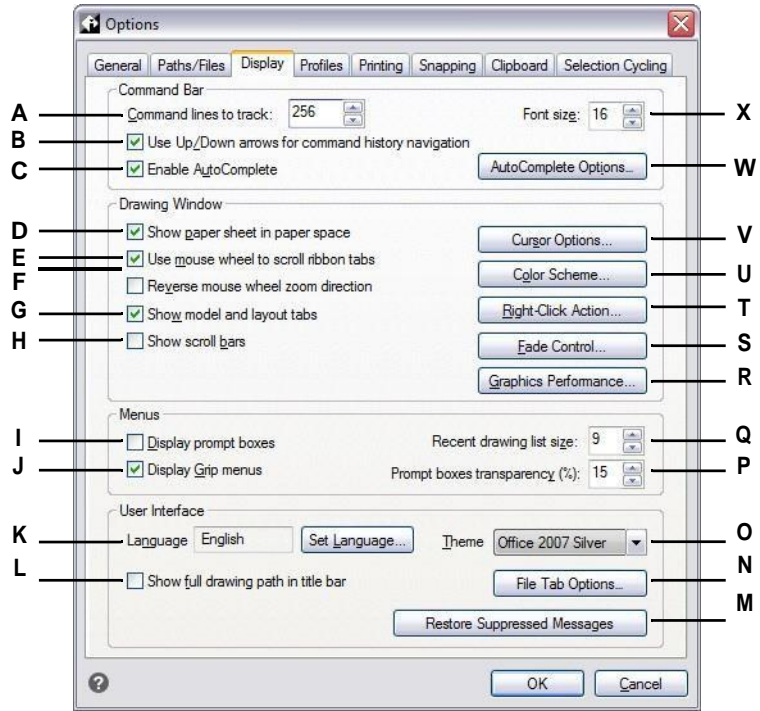 Options
General Paths/Files Display Profiles Printing Snapping Clipboard Selection Cycling
Command Bar
A Command lines to track: 256 Font size: 16 X
B Use Up/Down arrows for command history navigation
C Enable AutoComplete AutoComplete Options... W
Drawing Window
D Show paper sheet in paper space Cursor Options... V
E Use mouse wheel to scroll ribbon tabs Color Scheme... U
F Reverse mouse wheel zoom direction
G Show model and layout tabs Right-Click Action... T
H Show scroll bars Fade Control... S
Graphics Performance... R
Menus
I Display prompt boxes Recent drawing list size: 9 Q
J Display Grip menus Prompt boxes transparency (%): 15 P
User Interface
K Language English Set Language... Theme Office 2007 Silver O
L Show full drawing path in title bar File Tab Options... N
Restore Suppressed Messages M
? OK Cancel